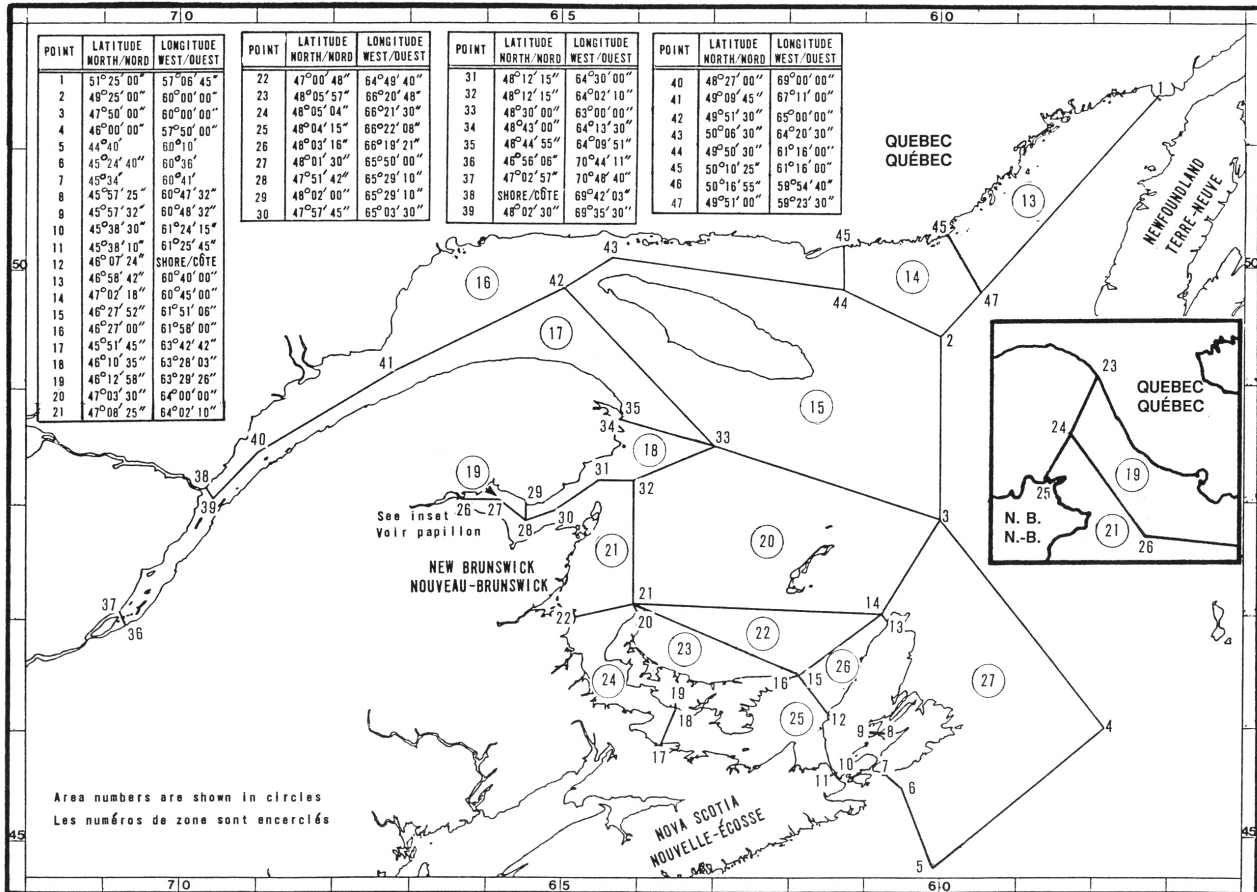 70 65 60
POINT LATITUDE NORTH/NORD LONGITUDE WEST/OUEST
1 51°25'00" 57°06'45"
2 49°25'00" 60°00'00"
3 47°50'00" 60°00'00"
4 46°00'00" 57°50'00"
5 44°40' 60°10'
6 45°24'40" 60°36'
7 45°34' 60°41'
8 45°57'25" 60°47'32"
9 45°57'32" 60°48'32"
10 45°38'30" 61°24'15"
11 45°38'10" 61°25'45"
12 46°07'24" SHORE/CÔTE
13 46°58'42" 60°40'00"
14 47°02'18" 60°45'00"
15 46°27'52" 61°51'06"
16 46°27'00" 61°58'00"
17 45°51'45" 63°42'42"
18 46°10'35" 63°28'03"
19 46°12'58" 63°29'26"
20 47°03'30" 64°00'00"
21 47°08'25" 64°02'10"
POINT LATITUDE NORTH/NORD LONGITUDE WEST/OUEST
22 47°00'48" 64°49'40"
23 48°05'57" 66°20'48"
24 48°05'04" 66°21'30"
25 48°04'15" 66°22'08"
26 48°03'16" 66°19'21"
27 48°01'30" 65°50'00"
28 47°51'42" 65°29'10"
29 48°02'00" 65°29'10"
30 47°57'45" 65°03'30"
POINT LATITUDE NORTH/NORD LONGITUDE WEST/OUEST
31 48°12'15" 64°30'00"
32 48°12'15" 64°02'10"
33 48°30'00" 63°00'00"
34 48°43'00" 64°13'30"
35 48°44'55" 64°09'51"
36 46°56'06" 70°44'11"
37 47°02'57" 70°48'40"
38 SHORE/CÔTE 69°42'03"
39 48°02'30" 69°35'30"
POINT LATITUDE NORTH/NORD LONGITUDE WEST/OUEST
40 48°27'00" 69°00'00"
41 49°09'45" 67°11'00"
42 49°51'30" 65°00'00"
43 50°06'30" 64°20'30"
44 49°50'30" 61°16'00"
45 50°10'25" 61°16'00"
46 50°16'55" 59°54'40"
47 49°51'00" 59°23'30"
QUEBEC
QUÉBEC
1
13
NEWFOUNDLAND
TERRE-NEUVE
43
45
45
50
50
16
42
14
44
47
17
2
41
15
35
34
33
40
18
38
39
19
31
32
29
26 27
28
30
See inset
Voir papillon
3
20
21
NEW BRUNSWICK
NOUVEAU-BRUNSWICK
23
QUEBEC
QUÉBEC
24
19
25
N. B.
N.-B.
21
26
37
36
22
21
20
14
13
22
23
26
24
19
16
15
27
18
25
12
9
8
4
17
10
7
11
6
Area numbers are shown in circles
Les numéros de zone sont encerclés
NOVA SCOTIA
NOUVELLE-ÉCOSSE
45
45
5
70 65 60